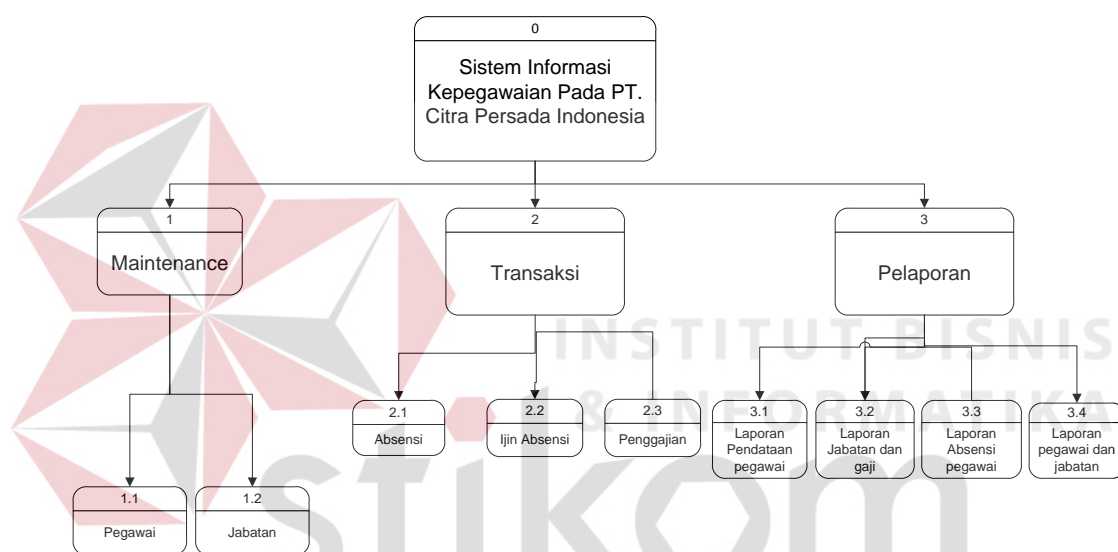 0
Sistem Informasi
Kepegawaian Pada PT.
Citra Persada Indonesia
1
Maintenance
2
Transaksi
3
Pelaporan
INSTITUT BISNIS
& INFORMATIKA
stikom
2.1
Absensi
2.2
Ijin Absensi
2.3
Penggajian
3.1
Laporan
Pendataan
pegawai
3.2
Laporan
Jabatan dan
gaji
3.3
Laporan
Absensi
pegawai
3.4
Laporan
pegawai dan
jabatan
1.1
Pegawai
1.2
Jabatan